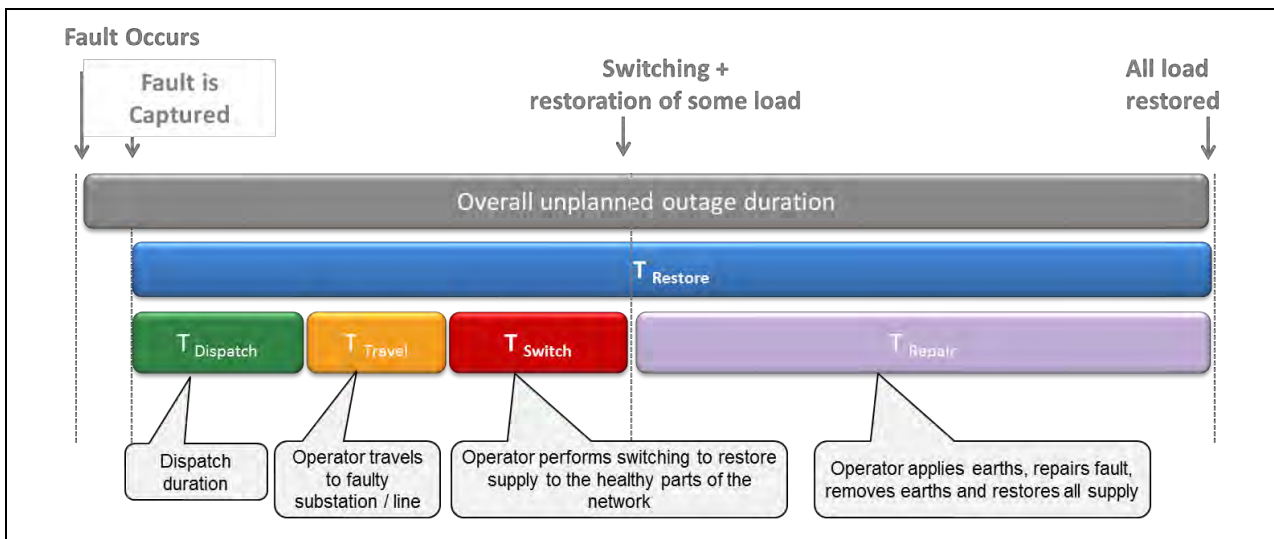 Fault Occurs
Fault is
Captured
Switching +
restoration of some load
All load
restored
Overall unplanned outage duration
T Restore
T Dispatch
T Travel
T Switch
T Repair
Dispatch
duration
Operator travels
to faulty
substation / line
Operator performs switching to restore
supply to the healthy parts of the
network
Operator applies earths, repairs fault,
removes earths and restores all supply